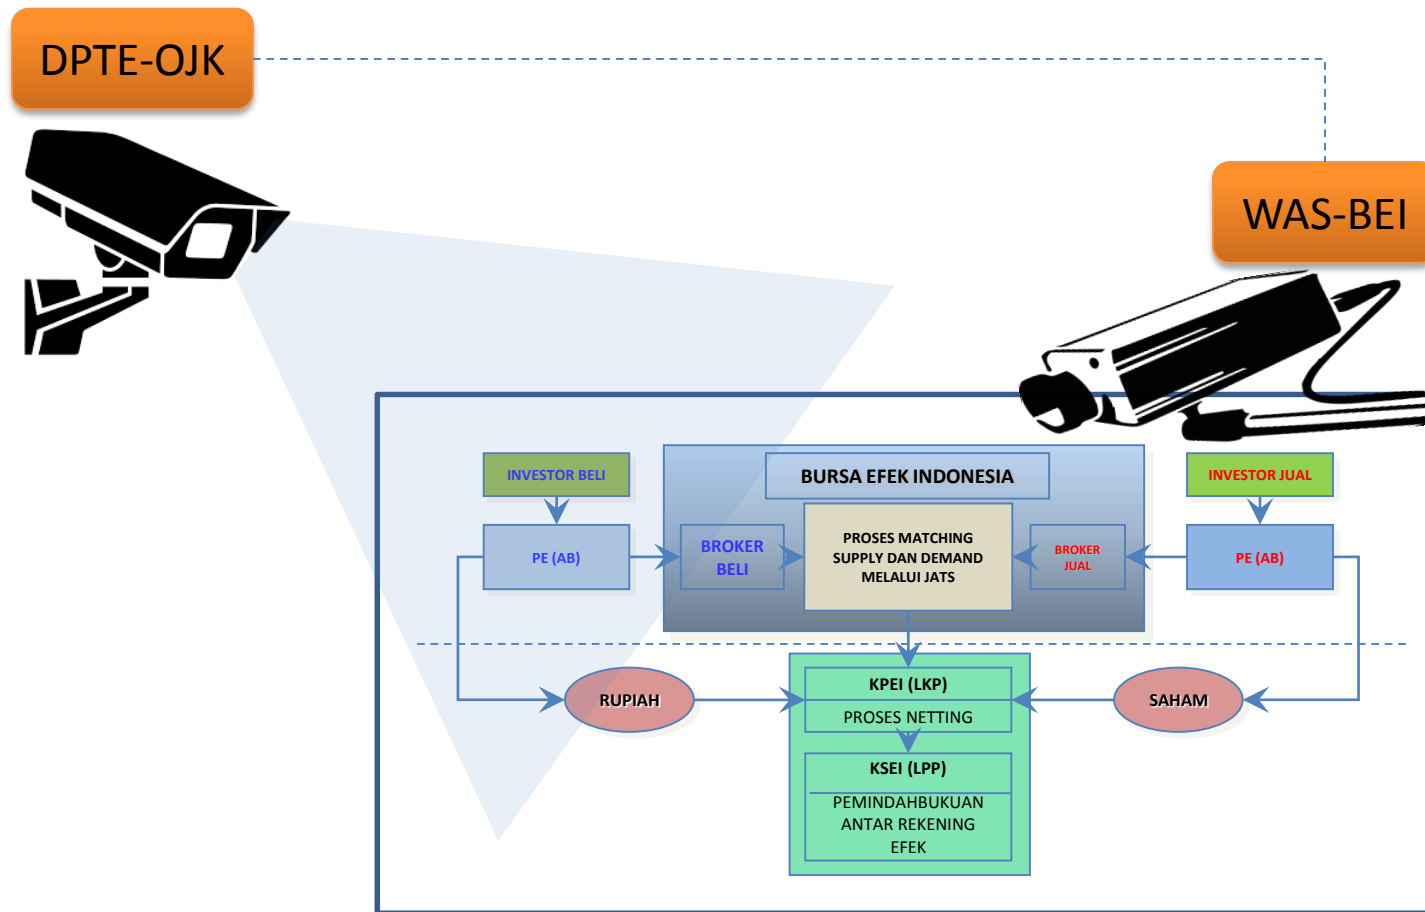 DPTE-OJK
WAS-BEI
INVESTOR BELI
BURSA EFEK INDONESIA
INVESTOR JUAL
PE (AB)
BROKER
BELI
PROSES MATCHING
SUPPLY DAN DEMAND
MELALUI JATS
BROKER
JUAL
PE (AB)
RUPIAH
KPEI (LKP)
PROSES NETTING
SAHAM
KSEI (LPP)
PEMINDAHBUKUAN
ANTAR REKENING
EFEK